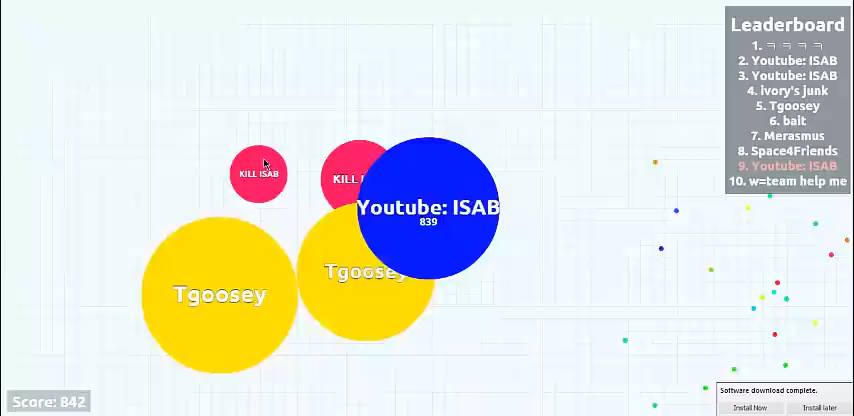 Leaderboard
1. ㅋ ㅋ ㅋ ㅋ
2. Youtube: ISAB
3. Youtube: ISAB
4. ivory's junk
5. Tgoosey
6. bait
7. Merasmus
8. Space4Friends
9. Youtube: ISAB
10. w=team help me
KILL ISAB
KILL
Youtube: ISAB
839
Tgoosey
Tgoosey
Software download complete.
Install Now
Install later
Score: 842